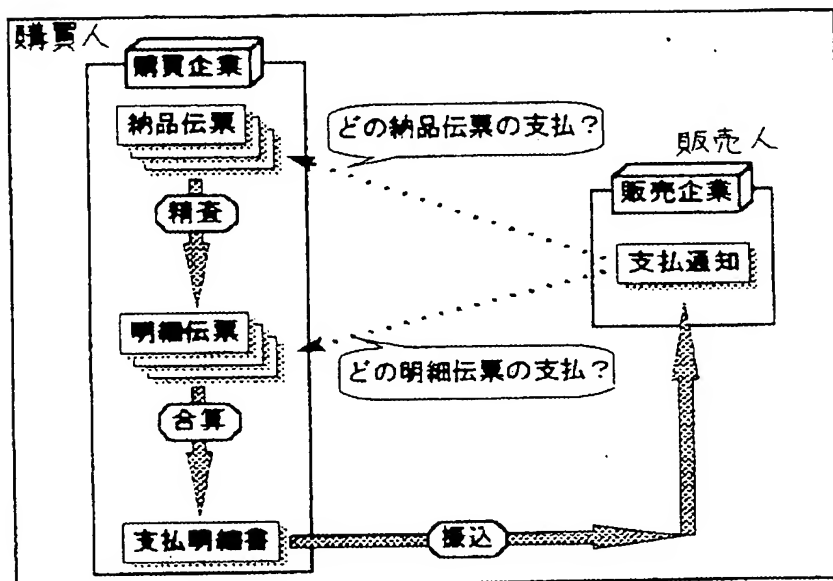 購買人
購買企業
納品伝票
どの納品伝票の支払？
販売人
販売企業
精査
支払通知
明細伝票
どの明細伝票の支払？
合算
支払明細書
振込